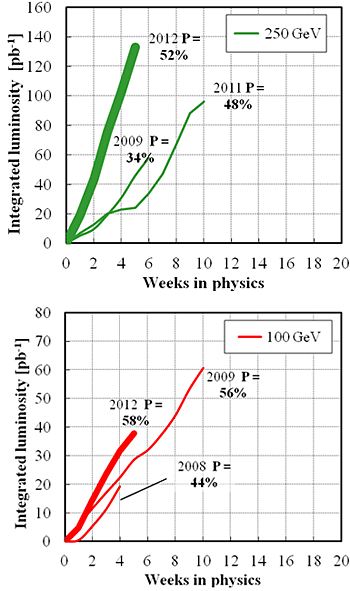 Integrated luminosity [pb⁻¹]
160
140
120
100
80
60
40
20
0
250 GeV
2012 P =
52%
2011 P =
48%
2009 P =
34%
0 2 4 6 8 10 12 14 16 18 20
Weeks in physics
Integrated luminosity [pb⁻¹]
80
70
60
50
40
30
20
10
0
100 GeV
2009 P =
56%
2012 P =
58%
2008 P =
44%
0 2 4 6 8 10 12 14 16 18 20
Weeks in physics